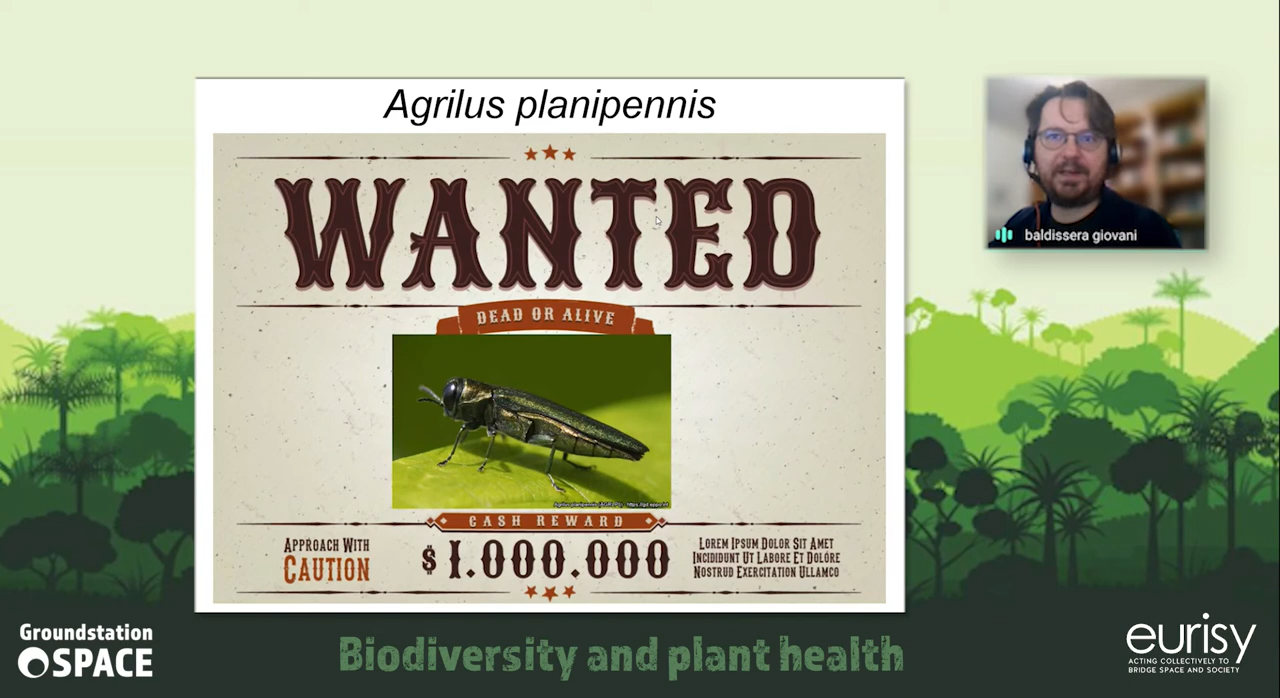 Agrilus planipennis
WANTED
DEAD OR ALIVE
CASH REWARD
APPROACH WITH
CAUTION
$1.000.000
LOREM IPSUM DOLOR SIT AMET
INCIDIDUNT UT LABORE ET DOLORE
NOSTRUD EXERCITATION ULLAMCO
baldissera giovani
Groundstation
SPACE
Biodiversity and plant health
eurisy
ACTING COLLECTIVELY TO
BRIDGE SPACE AND SOCIETY